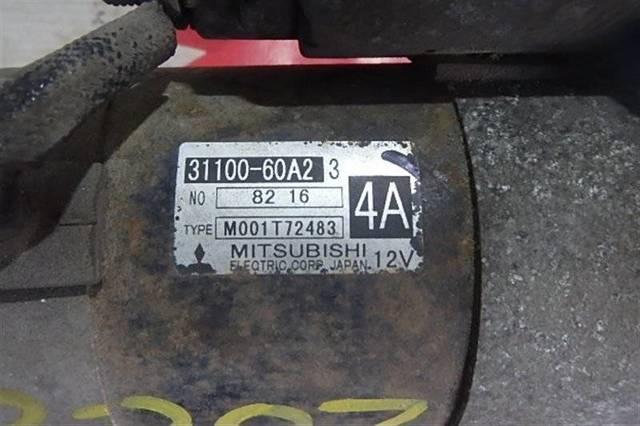 31100-60A2 3
NO 82 16
4A
TYPE M001T72483
MITSUBISHI
ELECTRIC CORP. JAPAN 12V